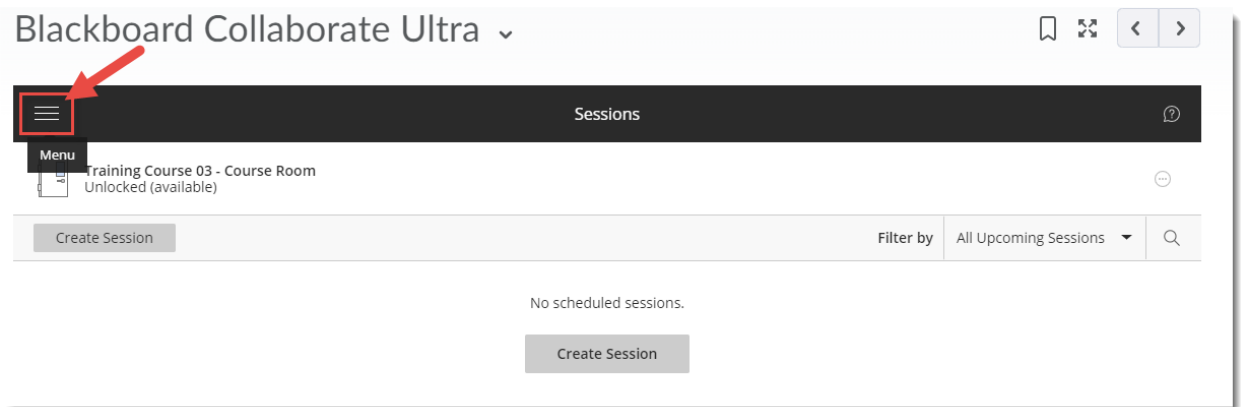 Blackboard Collaborate Ultra
Sessions
Menu
Training Course 03 - Course Room
Unlocked (available)
Create Session
Filter by All Upcoming Sessions
No scheduled sessions.
Create Session